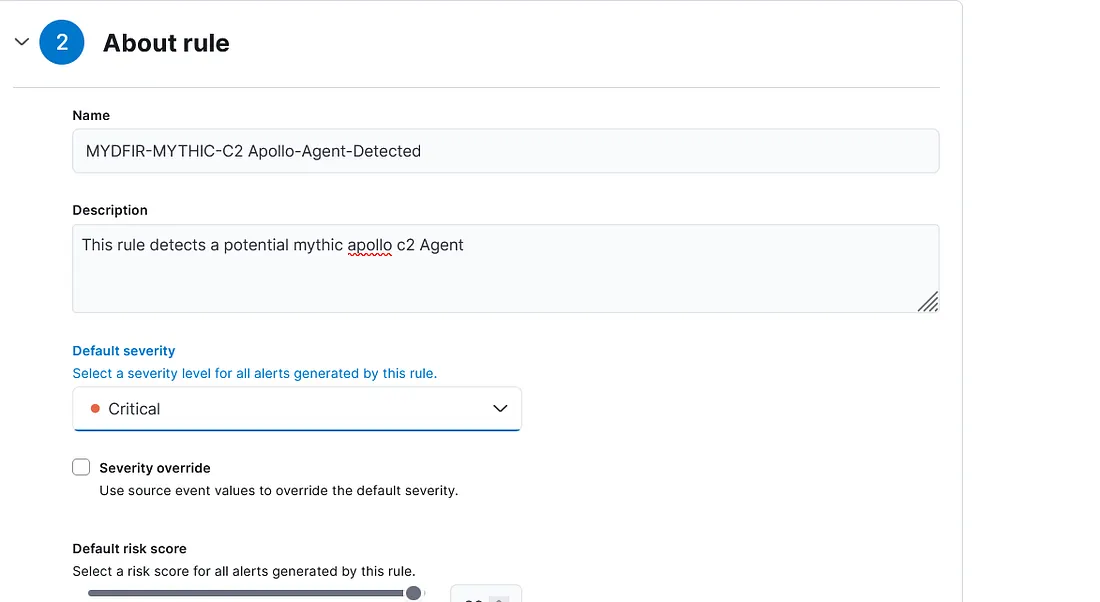 2 About rule
Name
MYDFIR-MYTHIC-C2 Apollo-Agent-Detected
Description
This rule detects a potential mythic apollo c2 Agent
Default severity
Select a severity level for all alerts generated by this rule.
Critical
Severity override
Use source event values to override the default severity.
Default risk score
Select a risk score for all alerts generated by this rule.